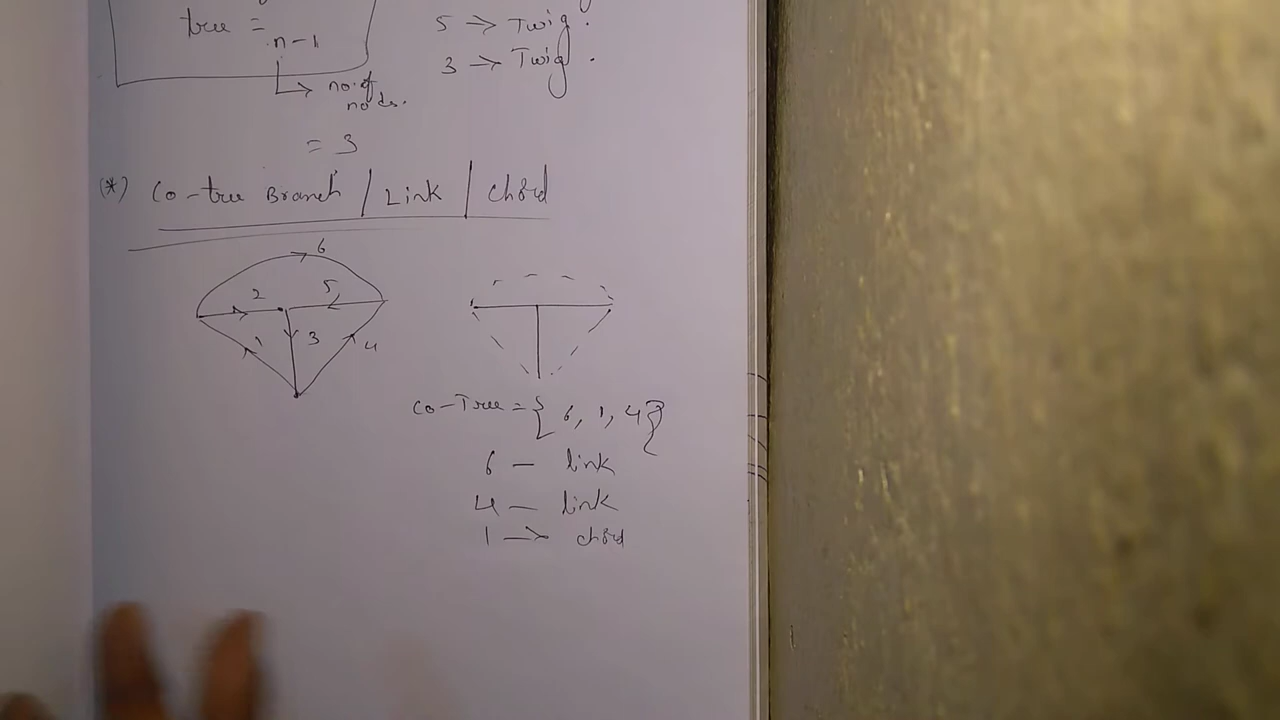 tree =
n-1
5 → Twig.
3 → Twig.
no. of
nodes.
= 3
(*) Co-tree Branch / Link / chord
6
2 5
1 3 4
Co-Tree = { 6, 1, 4 }
6 — link
4 — link
1 → chord